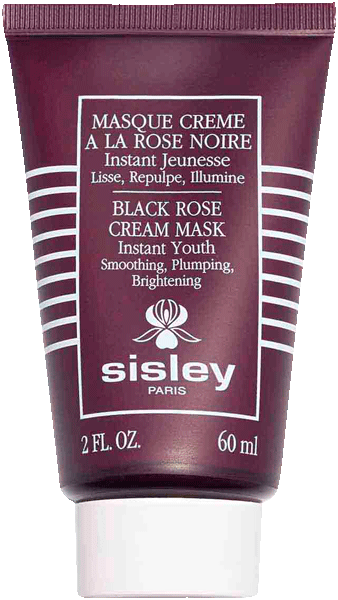 MASQUE CREME
A LA ROSE NOIRE
Instant Jeunesse
Lisse, Repulpe, Illumine
BLACK ROSE
CREAM MASK
Instant Youth
Smoothing, Plumping,
Brightening
sisley
PARIS
2 FL. OZ. 60 ml